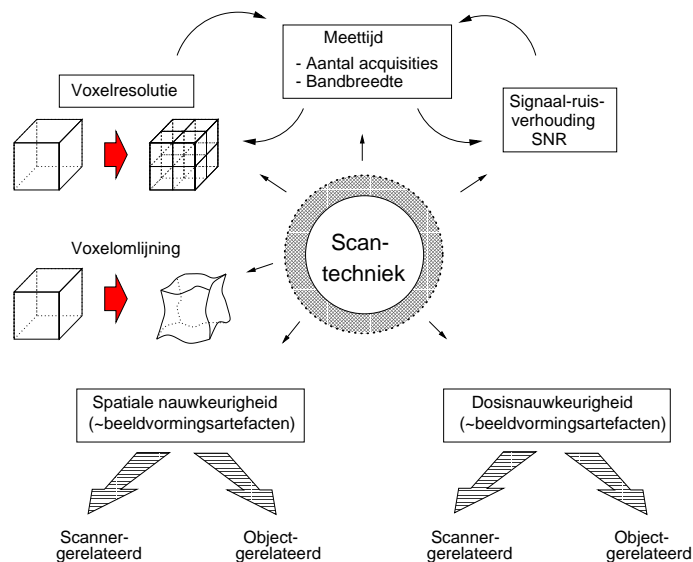 Meettijd
- Aantal acquisities
- Bandbreedte
Voxelresolutie
Signaal-ruis-
verhouding
SNR
Voxelomlijning
Scan-
techniek
Spatiale nauwkeurigheid
(~beeldvormingsartefacten)
Dosisnauwkeurigheid
(~beeldvormingsartefacten)
Scanner-
gerelateerd
Object-
gerelateerd
Scanner-
gerelateerd
Object-
gerelateerd